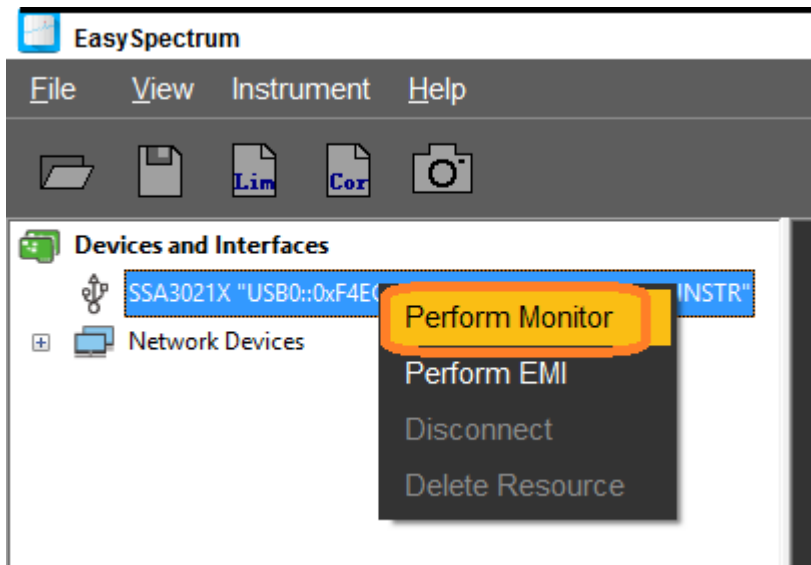 EasySpectrum
File View Instrument Help
Lim Cor
Devices and Interfaces
SSA3021X "USB0::0xF4EC INSTR"
Network Devices
Perform Monitor
Perform EMI
Disconnect
Delete Resource